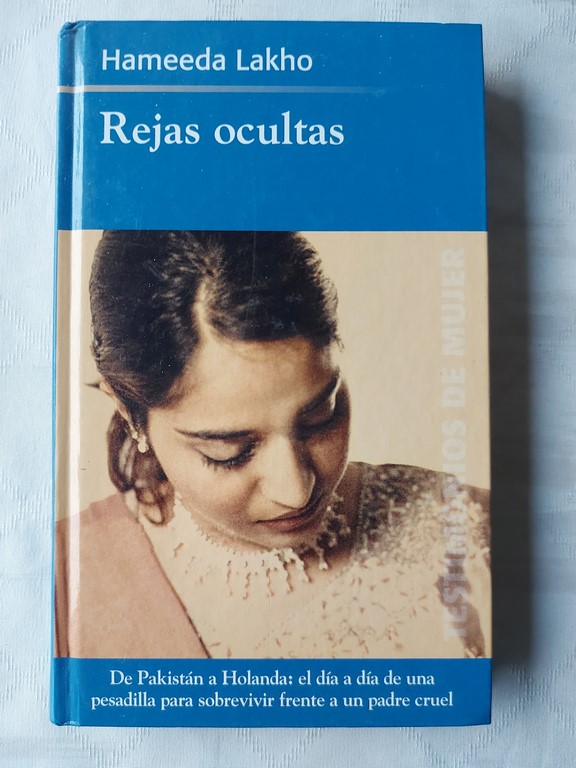 Hameeda Lakho
Rejas ocultas
TESTIMONIOS DE MUJER
De Pakistán a Holanda: el día a día de una
pesadilla para sobrevivir frente a un padre cruel